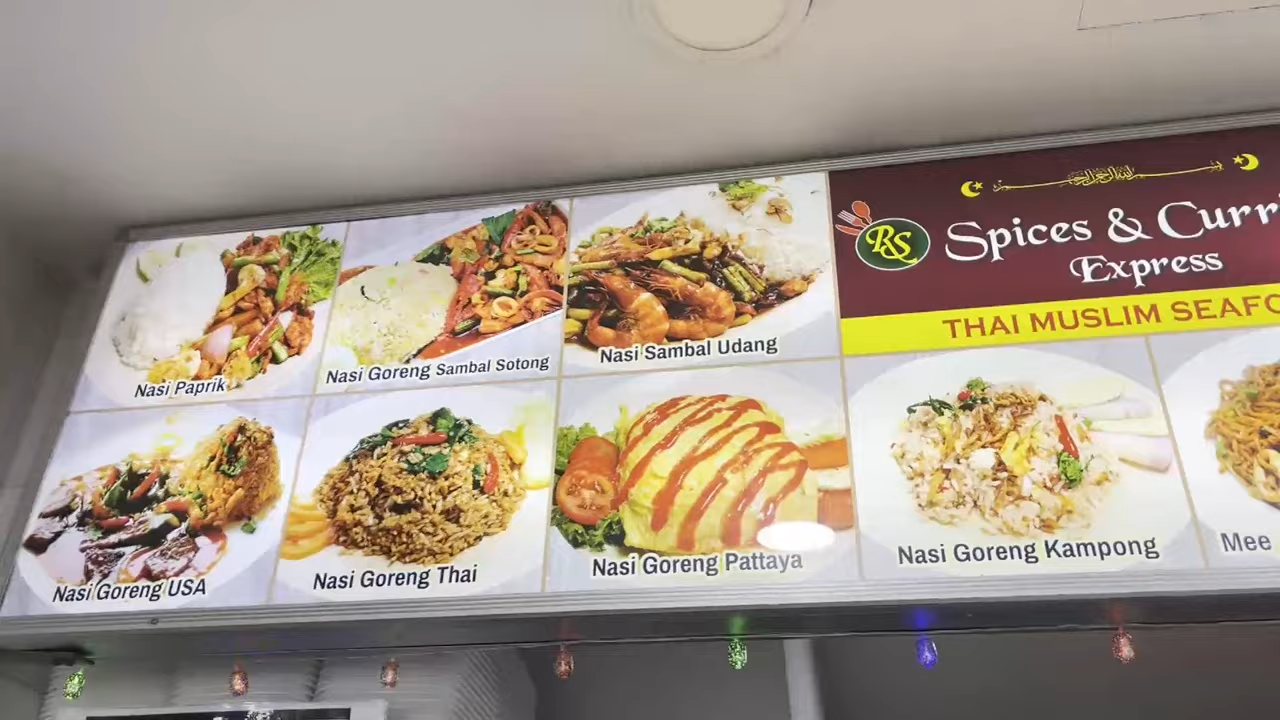 Nasi Paprik
Nasi Goreng Sambal Sotong
Nasi Sambal Udang
RS
Spices & Curr
Express
THAI MUSLIM SEAFO
Nasi Goreng USA
Nasi Goreng Thai
Nasi Goreng Pattaya
Nasi Goreng Kampong
Mee